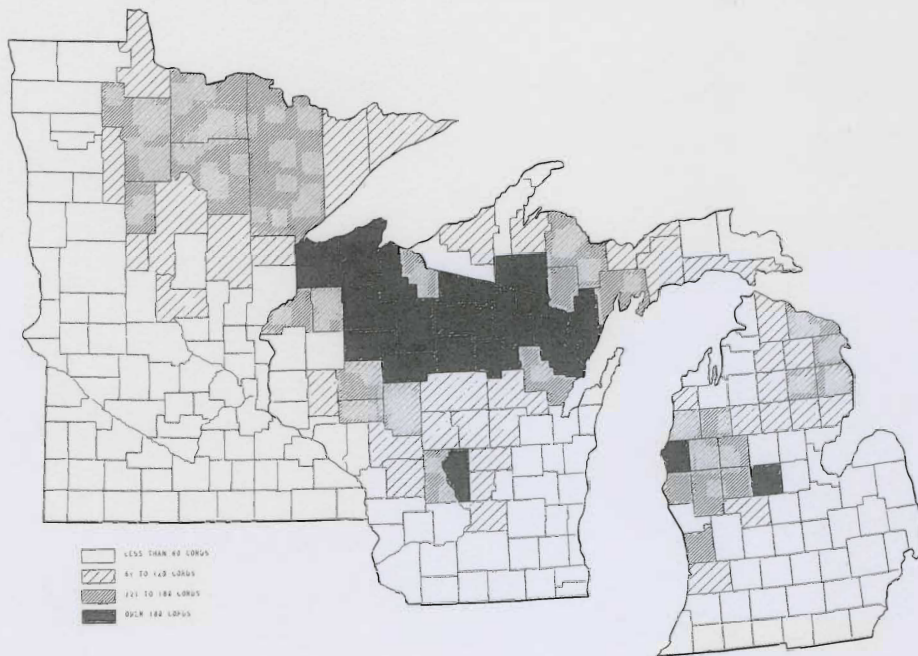 LESS THAN 60 CORDS
61 TO 120 CORDS
121 TO 180 CORDS
OVER 180 CORDS